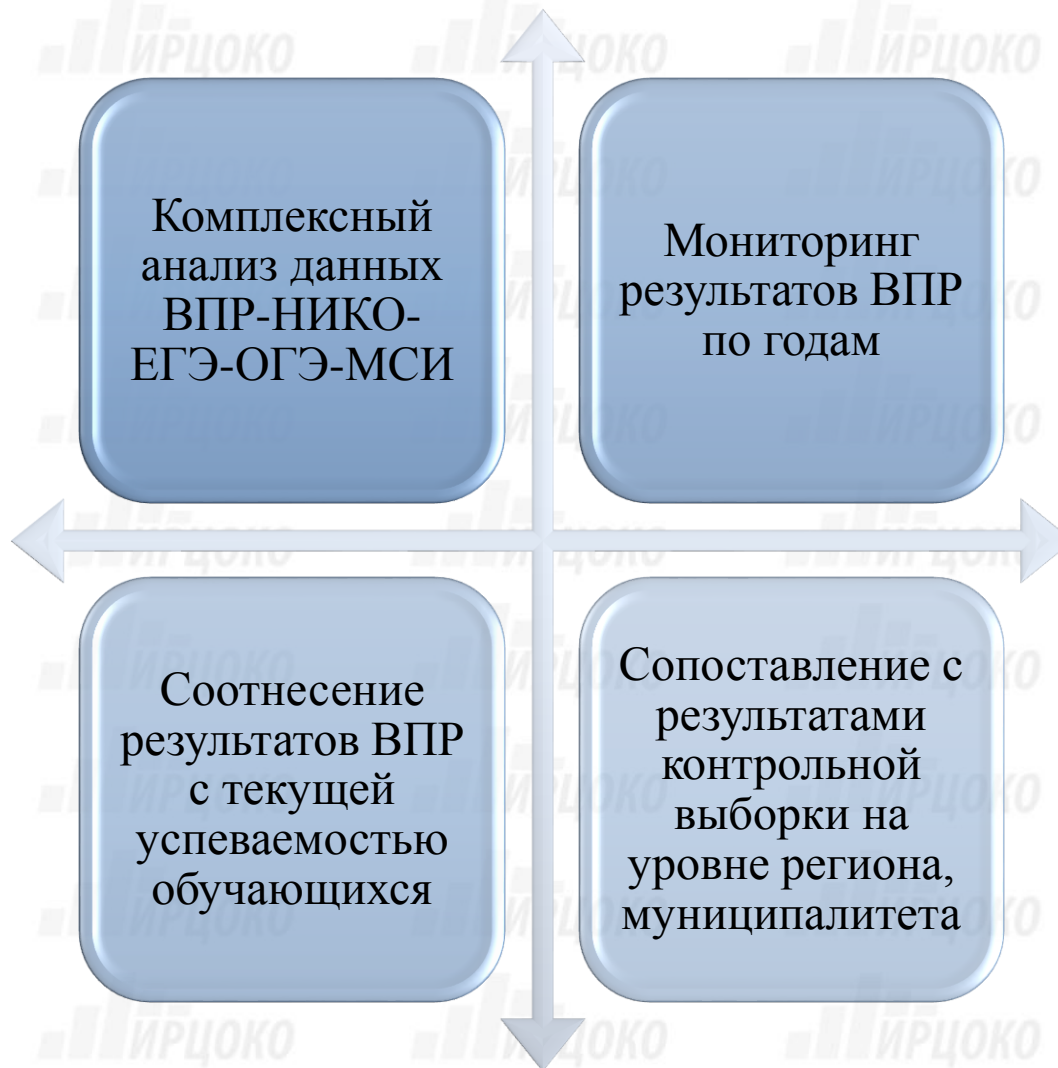 Комплексный
анализ данных
ВПР-НИКО-
ЕГЭ-ОГЭ-МСИ
Мониторинг
результатов ВПР
по годам
Соотнесение
результатов ВПР
с текущей
успеваемостью
обучающихся
Сопоставление с
результатами
контрольной
выборки на
уровне региона,
муниципалитета
ИРЦОКО